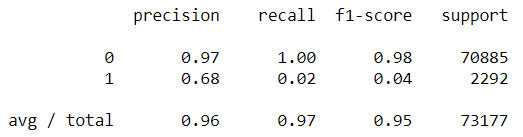 precision recall f1-score support
0 0.97 1.00 0.98 70885
1 0.68 0.02 0.04 2292
avg / total 0.96 0.97 0.95 73177